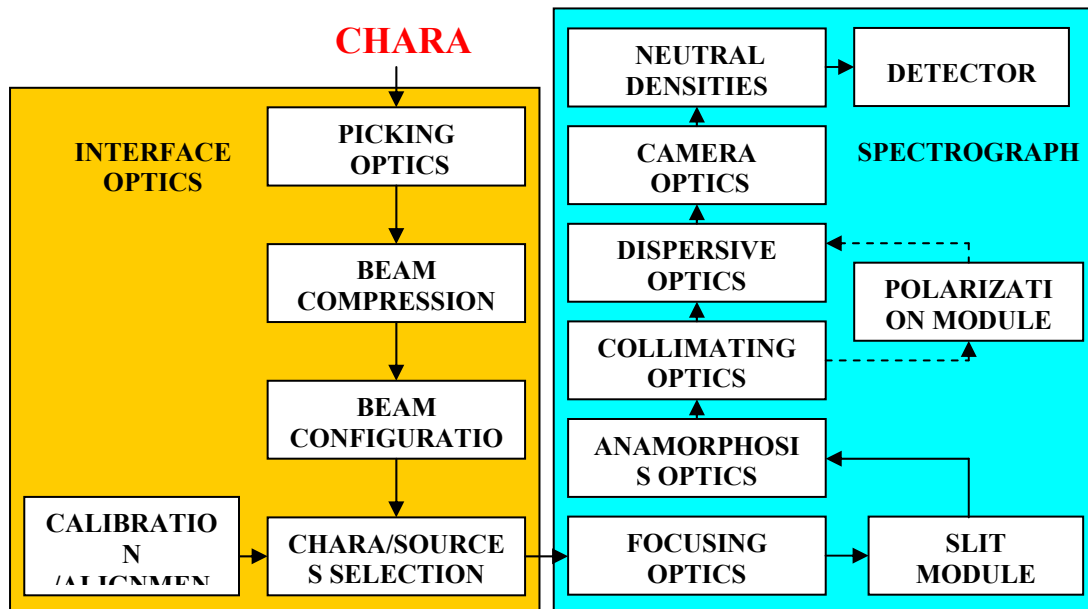 CHARA
INTERFACE
OPTICS
PICKING
OPTICS
BEAM
COMPRESSION
BEAM
CONFIGURATIO
CALIBRATIO
N
/ALIGNMEN
CHARA/SOURCE
S SELECTION
SPECTROGRAPH
NEUTRAL
DENSITIES
DETECTOR
CAMERA
OPTICS
DISPERSIVE
OPTICS
POLARIZATI
ON MODULE
COLLIMATING
OPTICS
ANAMORPHOSI
S OPTICS
FOCUSING
OPTICS
SLIT
MODULE